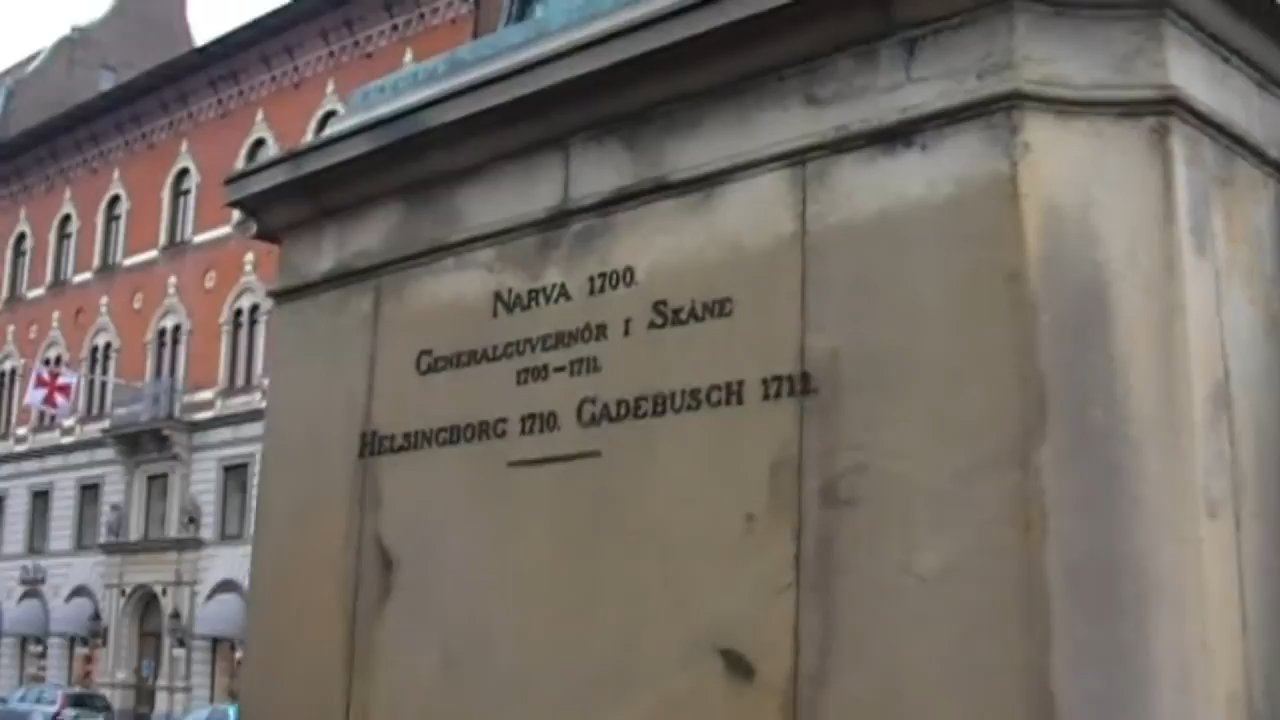 NARVA 1700.
GENERALGUVERNÖR I SKÅNE
1705–1711.
HELSINGBORG 1710. GADEBUSCH 1712.